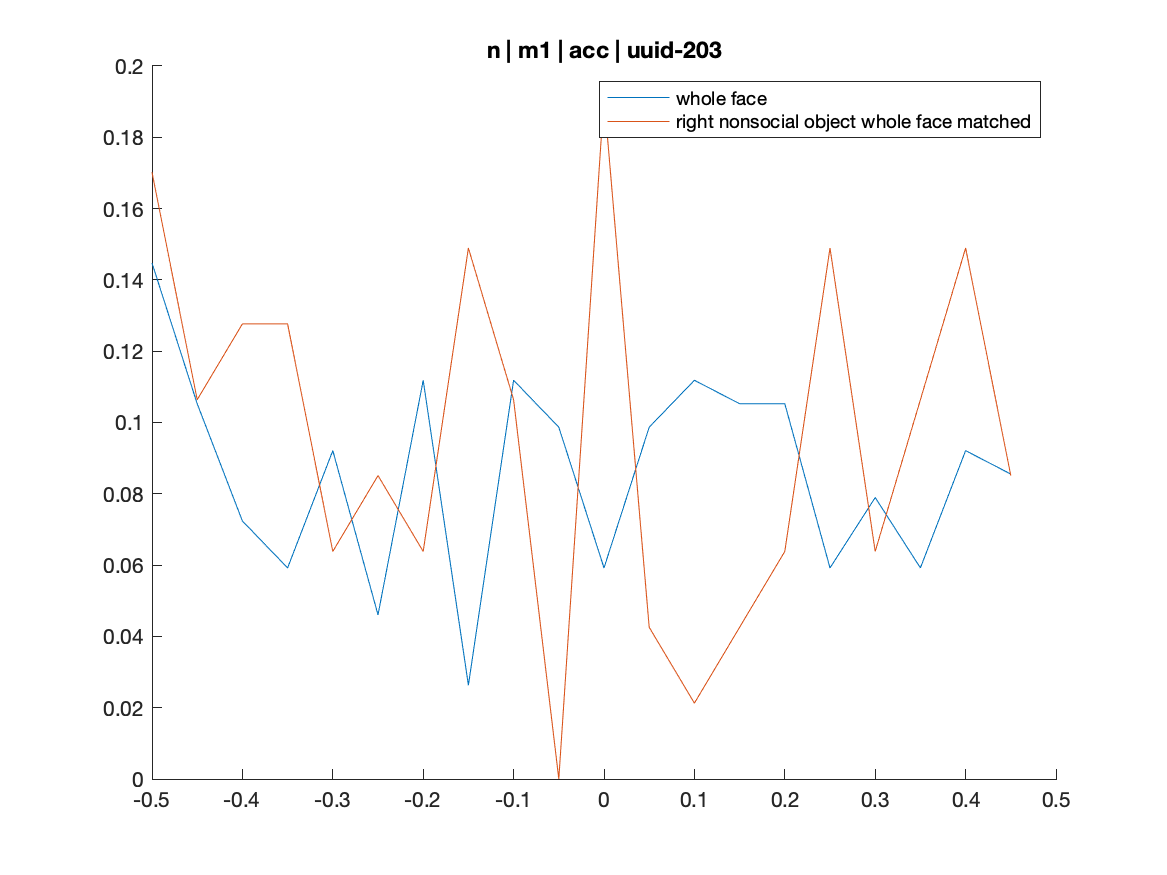 n | m1 | acc | uuid-203
0.2
0.18
0.16
0.14
0.12
0.1
0.08
0.06
0.04
0.02
0
whole face
right nonsocial object whole face matched
-0.5 -0.4 -0.3 -0.2 -0.1 0 0.1 0.2 0.3 0.4 0.5